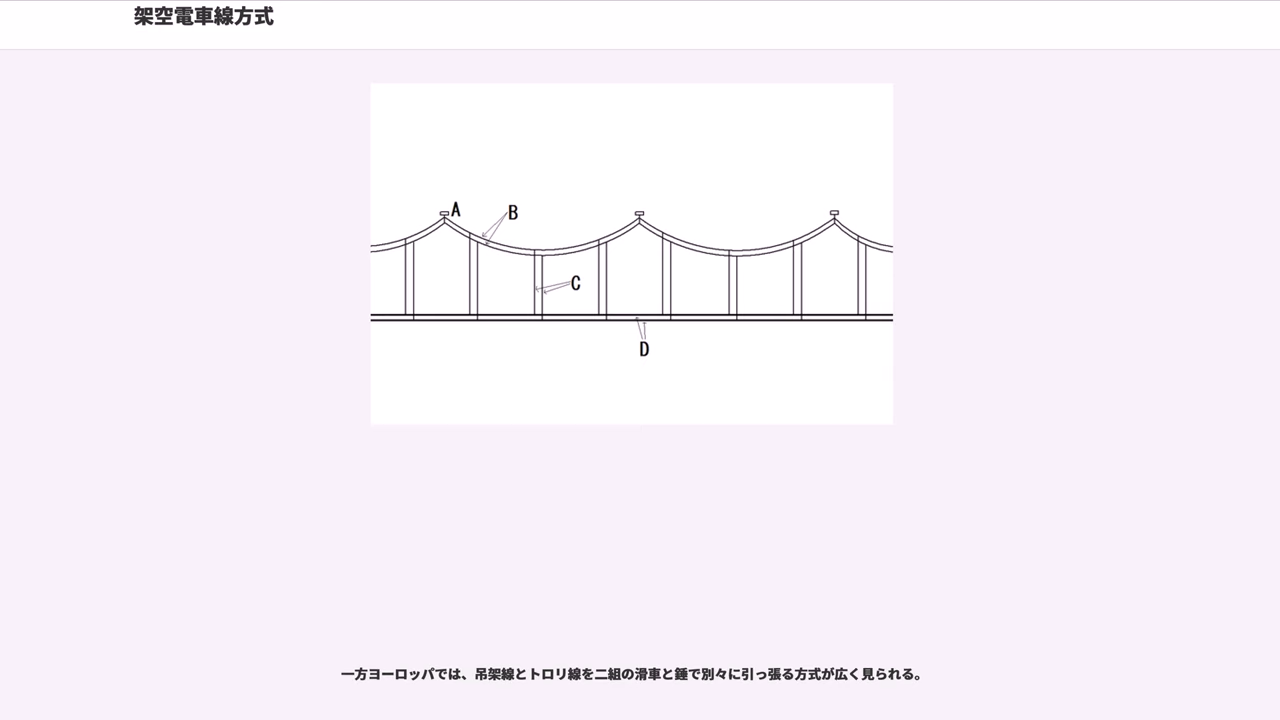 架空電車線方式
A
B
C
D
一方ヨーロッパでは、吊架線とトロリ線を二組の滑車と錘で別々に引っ張る方式が広く見られる。